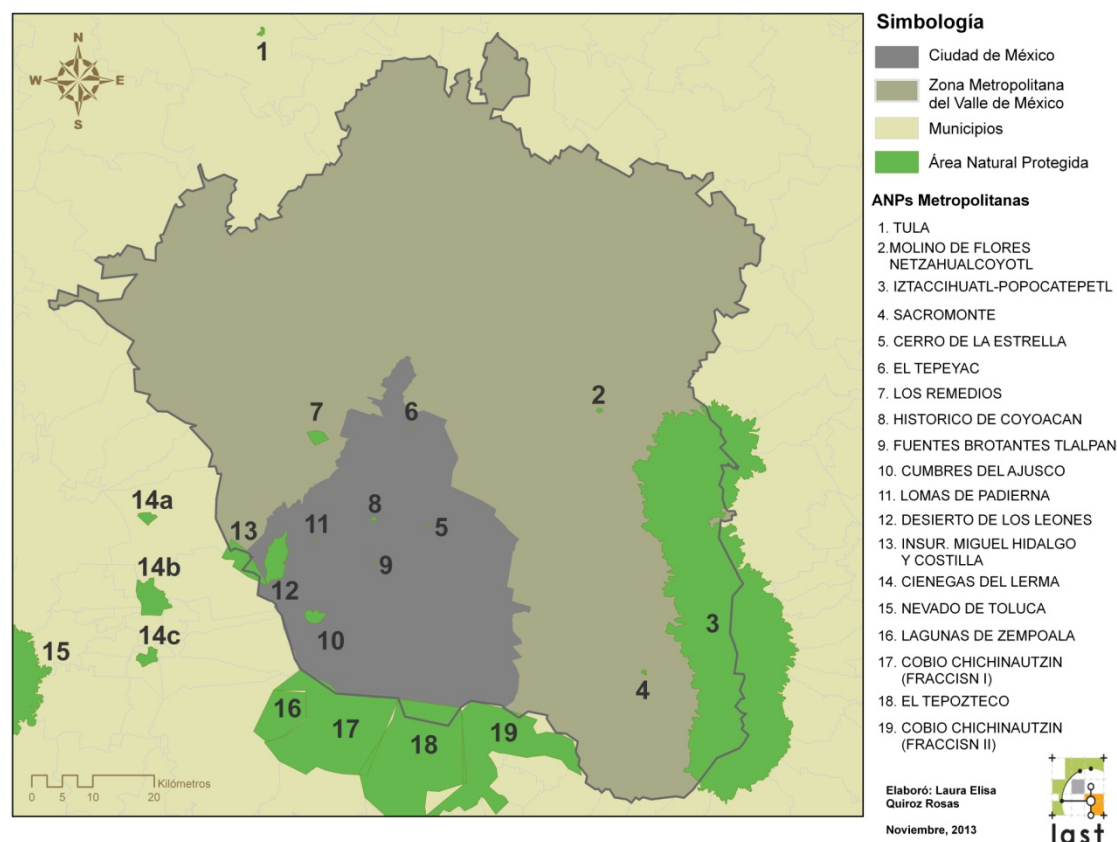 1
N
W
E
S
2
7
6
14a
13
11
8
5
14b
12
9
14c
10
3
15
4
16
17
18
19
Kilómetros
0 5 10 20
Simbología
Ciudad de México
Zona Metropolitana
del Valle de México
Municipios
Área Natural Protegida
ANPs Metropolitanas
1. TULA
2.MOLINO DE FLORES
NETZAHUALCOYOTL
3. IZTACCIHUATL-POPOCATEPETL
4. SACROMONTE
5. CERRO DE LA ESTRELLA
6. EL TEPEYAC
7. LOS REMEDIOS
8. HISTORICO DE COYOACAN
9. FUENTES BROTANTES TLALPAN
10. CUMBRES DEL AJUSCO
11. LOMAS DE PADIERNA
12. DESIERTO DE LOS LEONES
13. INSUR. MIGUEL HIDALGO
Y COSTILLA
14. CIENEGAS DEL LERMA
15. NEVADO DE TOLUCA
16. LAGUNAS DE ZEMPOALA
17. COBIO CHICHINAUTZIN
(FRACCISN I)
18. EL TEPOZTECO
19. COBIO CHICHINAUTZIN
(FRACCISN II)
Elaboró: Laura Elisa
Quiroz Rosas
Noviembre, 2013
last